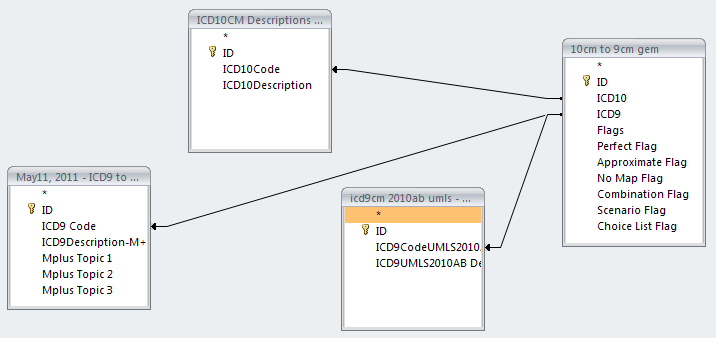 ICD10CM Descriptions ...
*
ID
ICD10Code
ICD10Description
10cm to 9cm gem
*
ID
ICD10
ICD9
Flags
Perfect Flag
Approximate Flag
No Map Flag
Combination Flag
Scenario Flag
Choice List Flag
May11, 2011 - ICD9 to ...
*
ID
ICD9 Code
ICD9Description-M+
Mplus Topic 1
Mplus Topic 2
Mplus Topic 3
icd9cm 2010ab umls - ...
*
ID
ICD9CodeUMLS2010.
ICD9UMLS2010AB De